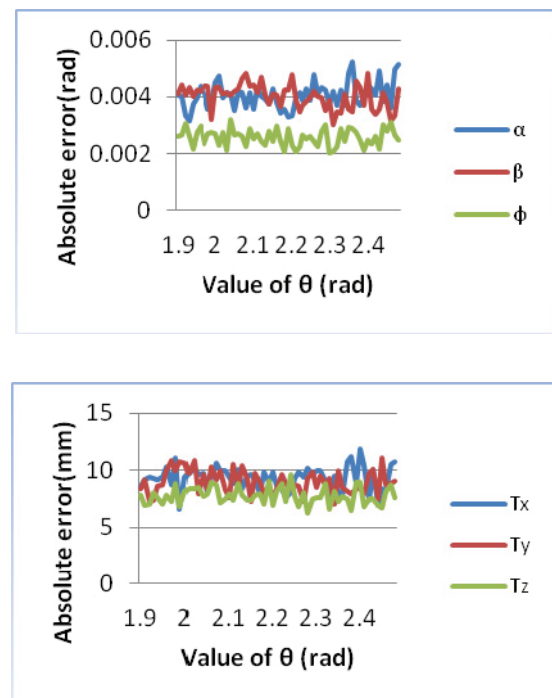 0.006
0.004
0.002
0
Absolute error(rad)
1.9 2 2.1 2.2 2.3 2.4
Value of θ (rad)
α
β
ϕ
15
10
5
0
Absolute error(mm)
1.9 2 2.1 2.2 2.3 2.4
Value of θ (rad)
Tx
Ty
Tz